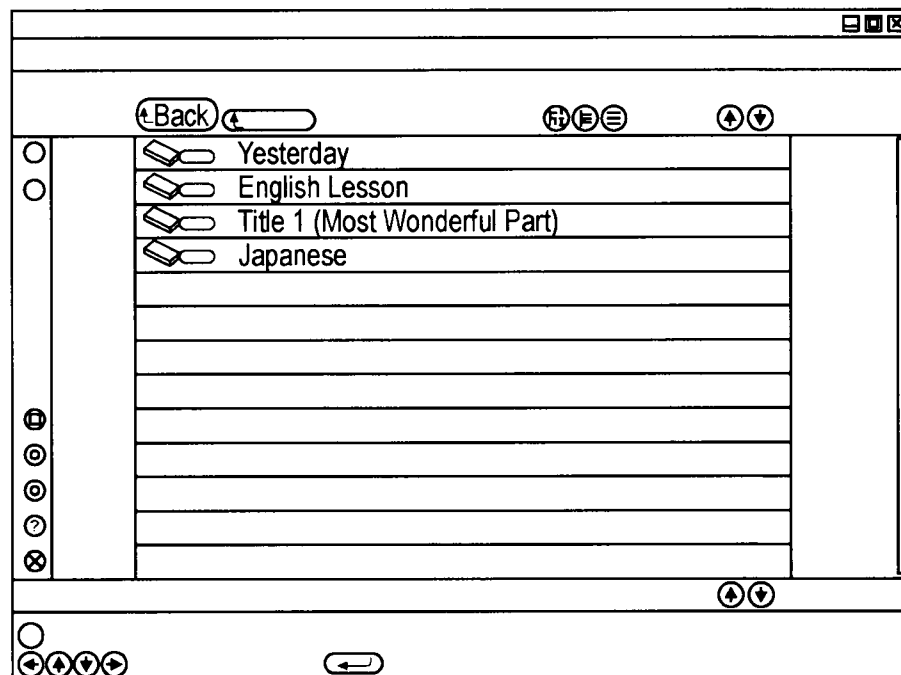 Back
Yesterday
English Lesson
Title 1 (Most Wonderful Part)
Japanese
?